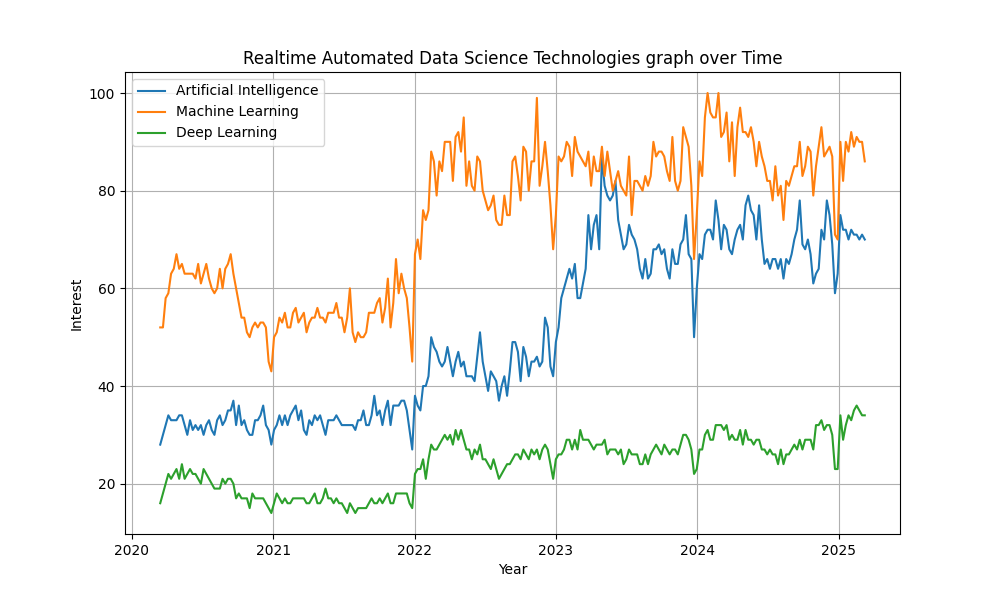 Realtime Automated Data Science Technologies graph over Time
Artificial Intelligence
Machine Learning
Deep Learning
100
80
60
40
20
Interest
2020
2021
2022
2023
2024
2025
Year